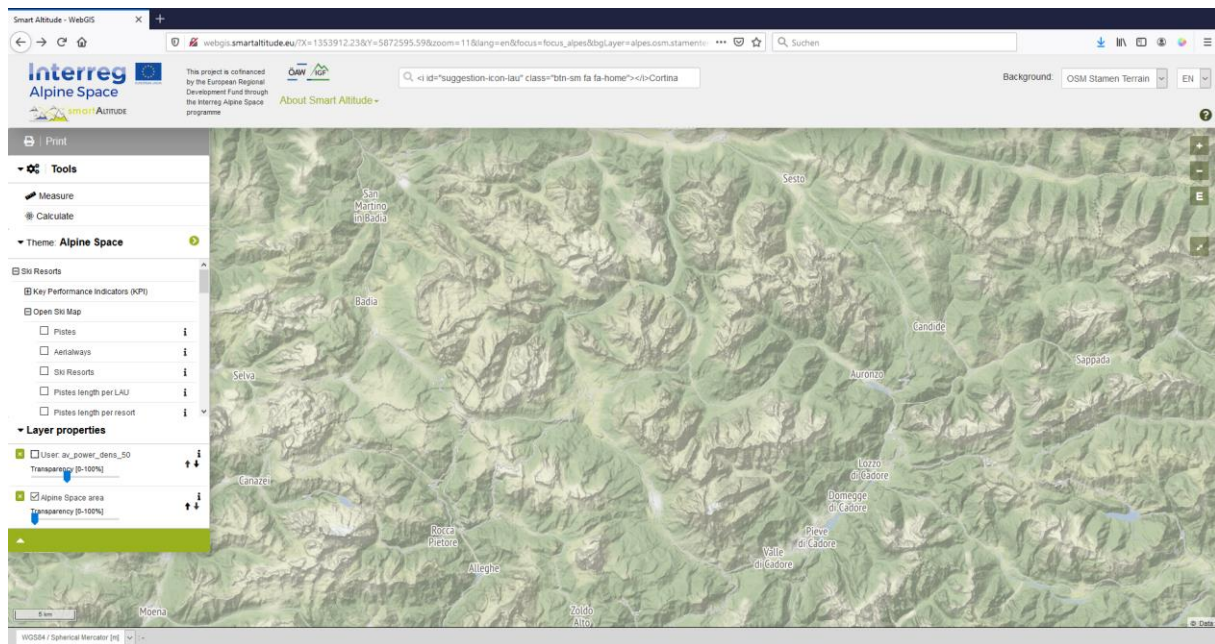 Smart Altitude - WebGIS
webgis.smartaltitude.eu/?X=1353912.23&Y=5872595.59&zoom=11&lang=en&focus=focus_alpes&bgLayer=alpes.osm.stamente
Suchen
Interreg
Alpine Space
smartALTITUDE
EUROPEAN UNION
This project is cofinanced
by the European Regional
Development Fund through
the Interreg Alpine Space
programme
ÖAW IGF
About Smart Altitude
<i id="suggestion-icon-lau" class="btn-sm fa fa-home"></i>Cortina
Background: OSM Stamen Terrain
EN
?
Print
Tools
Measure
Calculate
Theme: Alpine Space
Ski Resorts
Key Performance Indicators (KPI)
Open Ski Map
Pistes i
Aerialways i
Ski Resorts i
Pistes length per LAU i
Pistes length per resort i
Layer properties
User: av_power_dens_50 i
Transparency [0-100%]
Alpine Space area i
Transparency [0-100%]
E
San
Martino
in Badia
Sesto
Badia
Candide
Selva
Auronzo
Sappada
Canazei
Lozzo
di Cadore
Domegge
di Cadore
Rocca
Pietore
Pieve
di Cadore
Valle
di Cadore
Alleghe
Moena
Zoldo
Alto
5 km
© Data
WGS84 / Spherical Mercator [m]